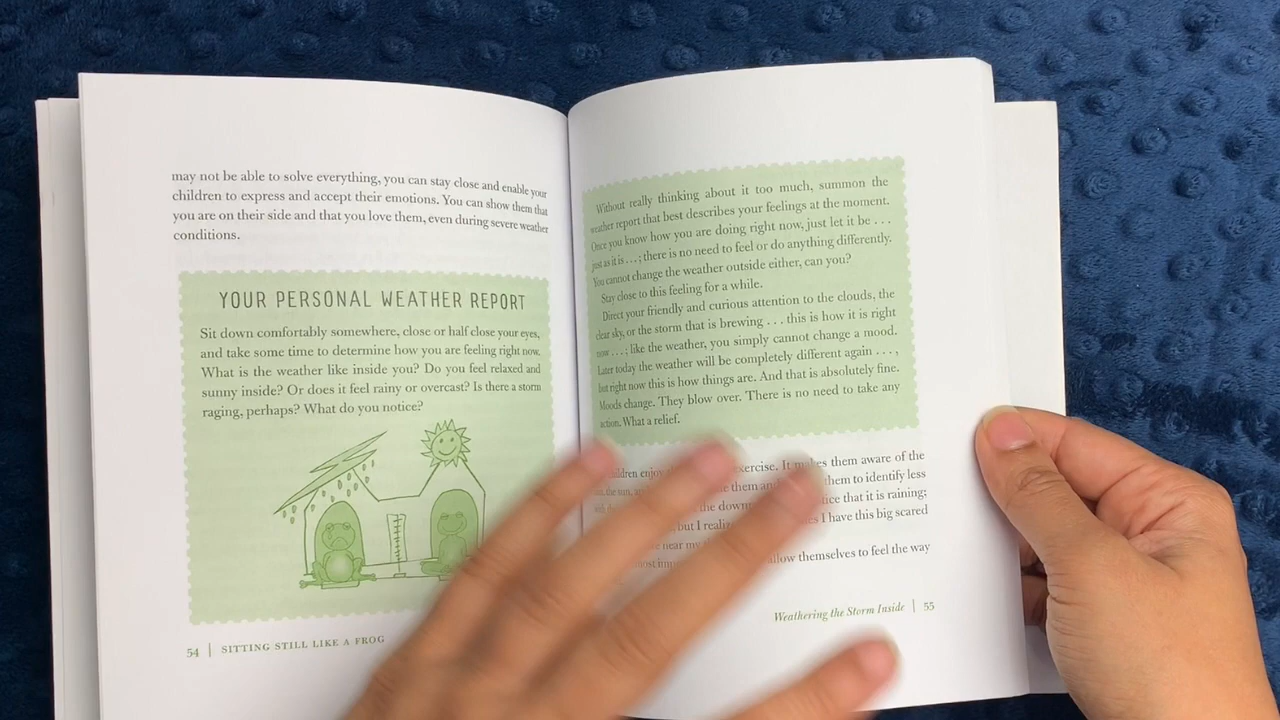 may not be able to solve everything, you can stay close and enable your
children to express and accept their emotions. You can show them that
you are on their side and that you love them, even during severe weather
conditions.
YOUR PERSONAL WEATHER REPORT
Sit down comfortably somewhere, close or half close your eyes,
and take some time to determine how you are feeling right now.
What is the weather like inside you? Do you feel relaxed and
sunny inside? Or does it feel rainy or overcast? Is there a storm
raging, perhaps? What do you notice?
54 | SITTING STILL LIKE A FROG
Without really thinking about it too much, summon the
weather report that best describes your feelings at the moment.
Once you know how you are doing right now, just let it be . . .
just as it is . . . ; there is no need to feel or do anything differently.
You cannot change the weather outside either, can you?
Stay close to this feeling for a while.
Direct your friendly and curious attention to the clouds, the
clear sky, or the storm that is brewing . . . this is how it is right
now . . . ; like the weather, you simply cannot change a mood.
Later today the weather will be completely different again . . . ,
but right now this is how things are. And that is absolutely fine.
Moods change. They blow over. There is no need to take any
action. What a relief.
enjoy exercise. It makes them aware of the
the sun, them them to identify less
the that it is raining;
but I I have this big scared
near my
allow themselves to feel the way
Weathering the Storm Inside | 55